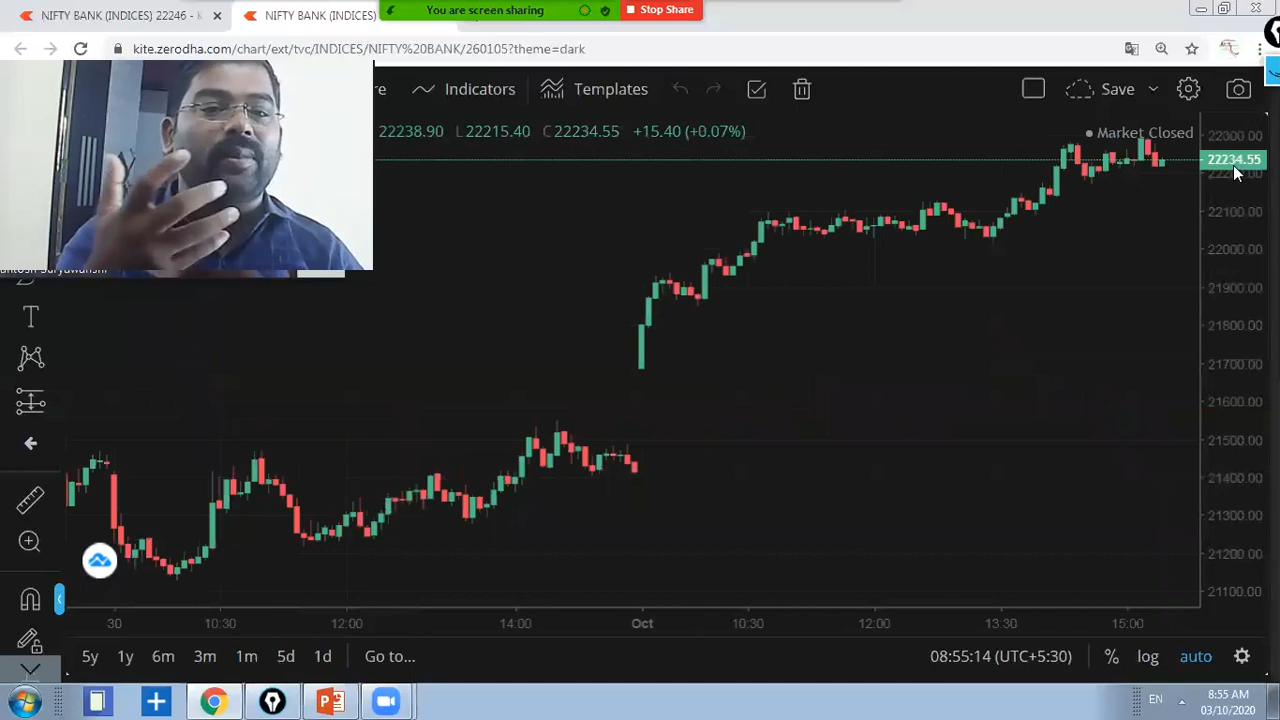 NIFTY BANK (INDICES) 22246 -
NIFTY BANK (INDICES)
You are screen sharing
Stop Share
kite.zerodha.com/chart/ext/tvc/INDICES/NIFTY%20BANK/260105?theme=dark
re
Indicators
Templates
Save
22238.90 L22215.40 C22234.55 +15.40 (+0.07%)
Market Closed
22300.00
22234.55
22200.00
22100.00
22000.00
21900.00
21800.00
21700.00
21600.00
21500.00
21400.00
21300.00
21200.00
21100.00
30 10:30 12:00 14:00 Oct 10:30 12:00 13:30 15:00
5y 1y 6m 3m 1m 5d 1d Go to...
08:55:14 (UTC+5:30) % log auto
EN
8:55 AM
03/10/2020